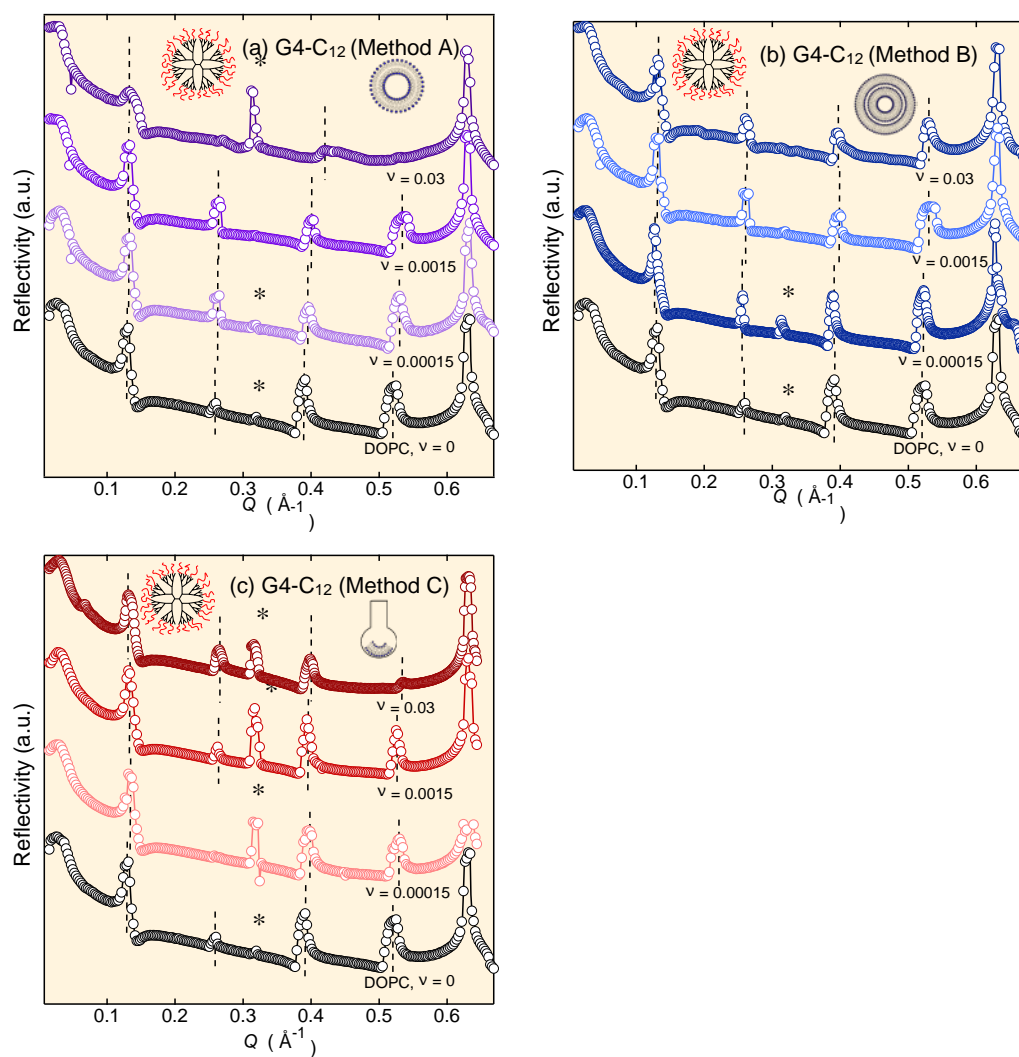 (a) G4-C12 (Method A)
*
ν = 0.03
ν = 0.0015
*
ν = 0.00015
*
DOPC, ν = 0
Reflectivity (a.u.)
0.1 0.2 0.3 0.4 0.5 0.6
Q ( Å-1 )
(b) G4-C12 (Method B)
ν = 0.03
ν = 0.0015
*
ν = 0.00015
*
DOPC, ν = 0
Reflectivity (a.u.)
0.1 0.2 0.3 0.4 0.5 0.6
Q ( Å-1 )
(c) G4-C12 (Method C)
*
ν = 0.03
*
ν = 0.0015
*
ν = 0.00015
*
DOPC, ν = 0
Reflectivity (a.u.)
0.1 0.2 0.3 0.4 0.5 0.6
Q ( Å-1 )